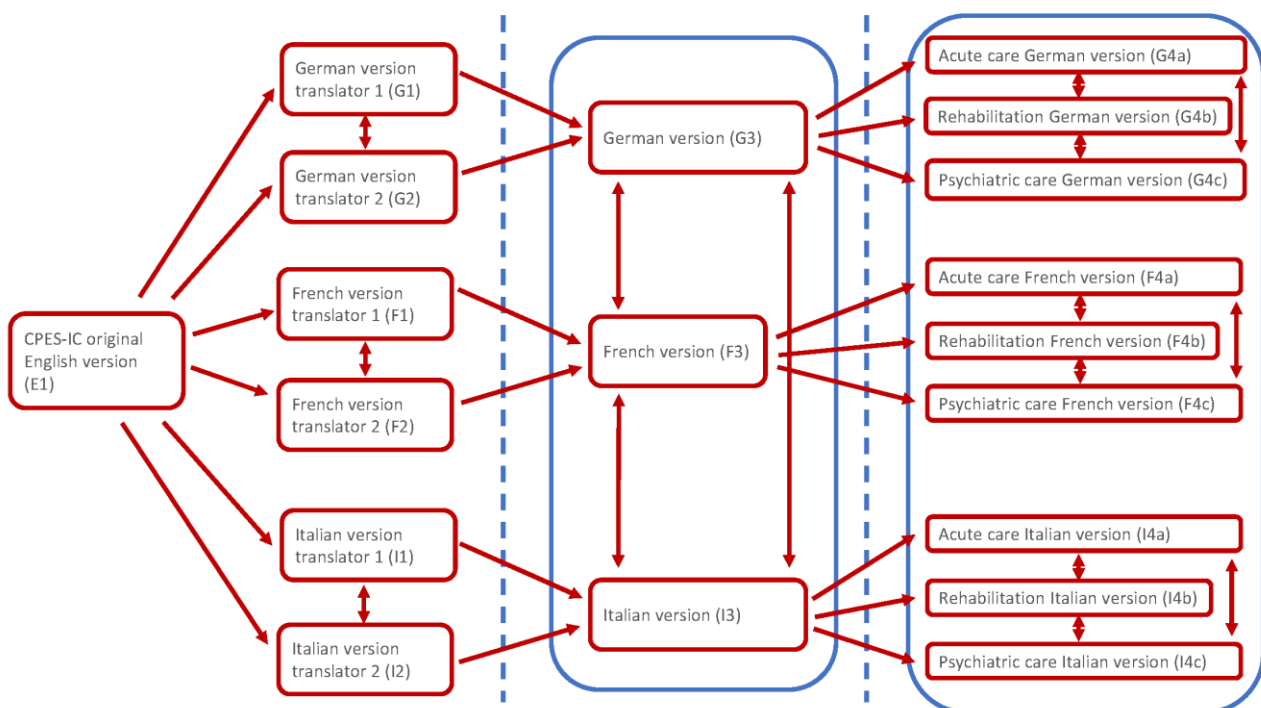 CPES-IC original
English version
(E1)
German version
translator 1 (G1)
German version
translator 2 (G2)
French version
translator 1 (F1)
French version
translator 2 (F2)
Italian version
translator 1 (I1)
Italian version
translator 2 (I2)
German version (G3)
French version (F3)
Italian version (I3)
Acute care German version (G4a)
Rehabilitation German version (G4b)
Psychiatric care German version (G4c)
Acute care French version (F4a)
Rehabilitation French version (F4b)
Psychiatric care French version (F4c)
Acute care Italian version (I4a)
Rehabilitation Italian version (I4b)
Psychiatric care Italian version (I4c)